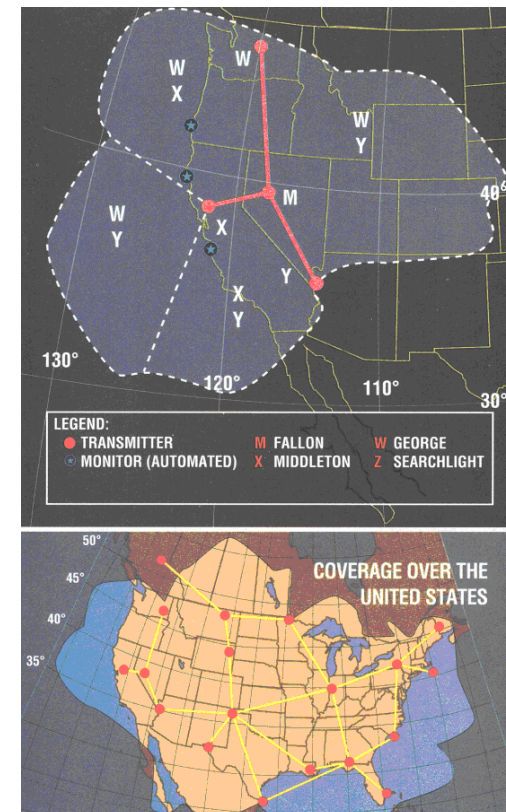 W
W
X
W
Y
40°
M
W
Y
X
Y
X
Y
130°
120°
110°
30°
LEGEND:
TRANSMITTER M FALLON W GEORGE
MONITOR (AUTOMATED) X MIDDLETON Z SEARCHLIGHT
50°
COVERAGE OVER THE
UNITED STATES
45°
40°
35°